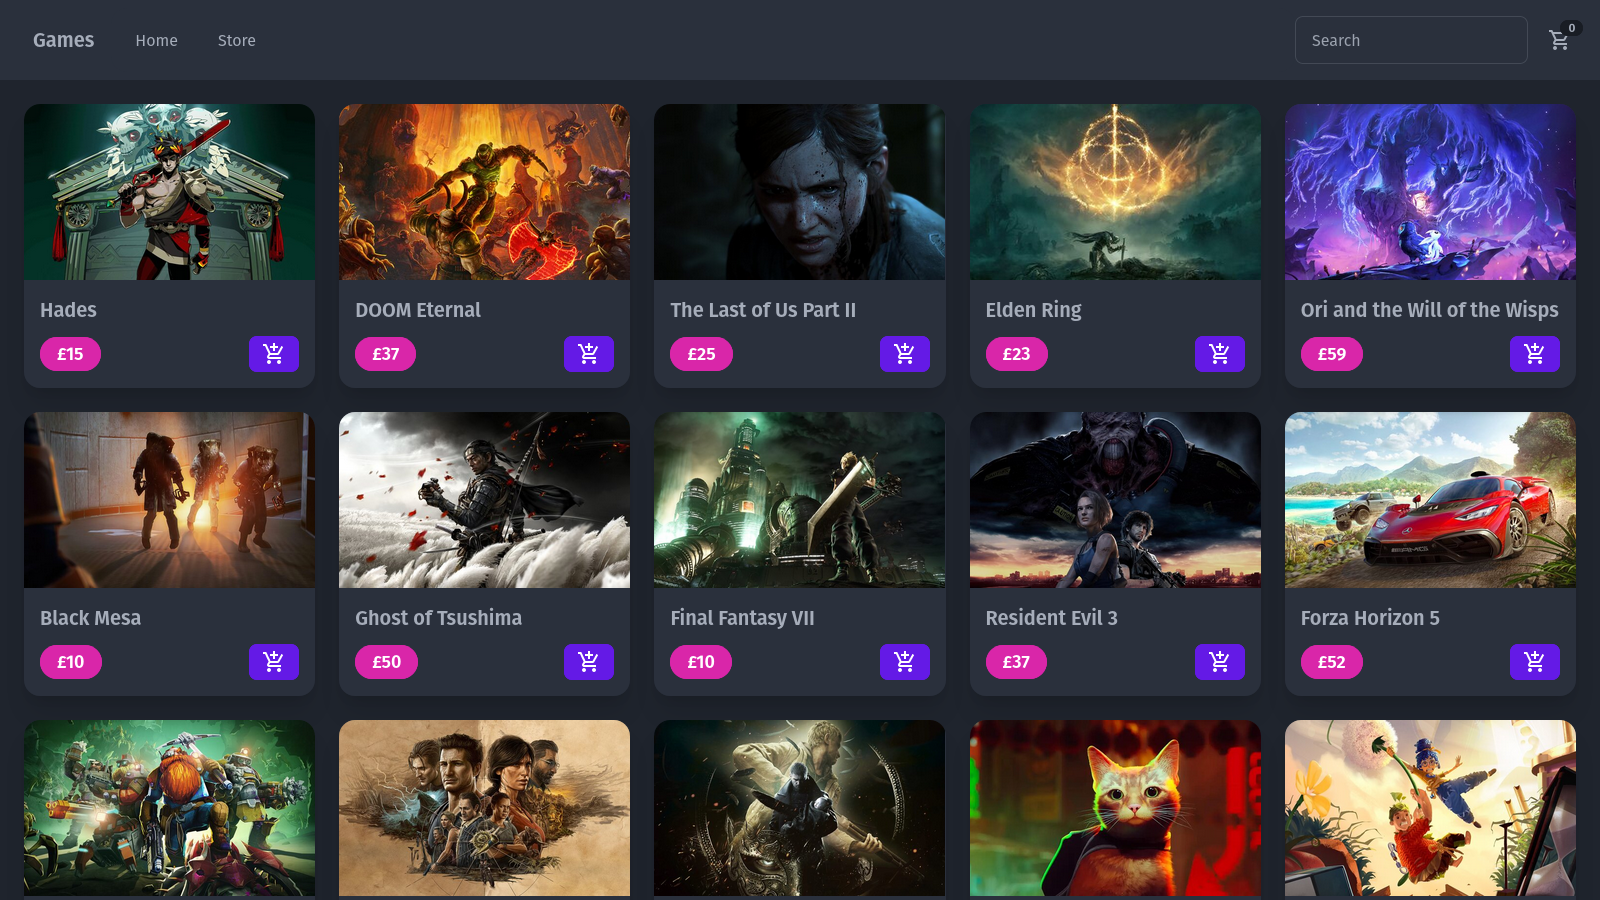 Games
Home
Store
Search
0
Hades
DOOM Eternal
The Last of Us Part II
Elden Ring
Ori and the Will of the Wisps
£15
£37
£25
£23
£59
Black Mesa
Ghost of Tsushima
Final Fantasy VII
Resident Evil 3
Forza Horizon 5
£10
£50
£10
£37
£52